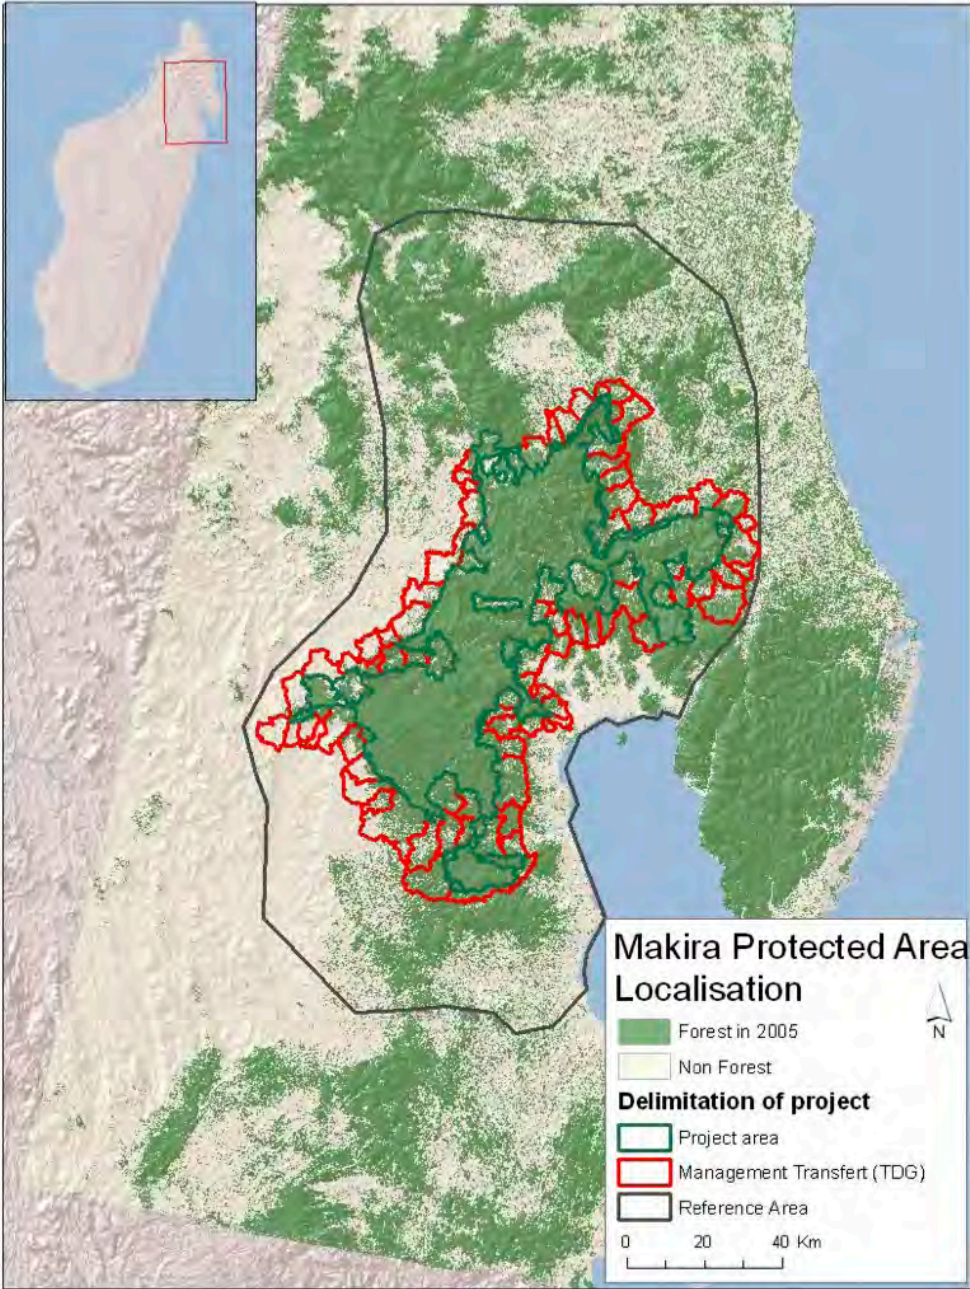 Makira Protected Area
Localisation
N
Forest in 2005
Non Forest
Delimitation of project
Project area
Management Transfert (TDG)
Reference Area
0 20 40 Km